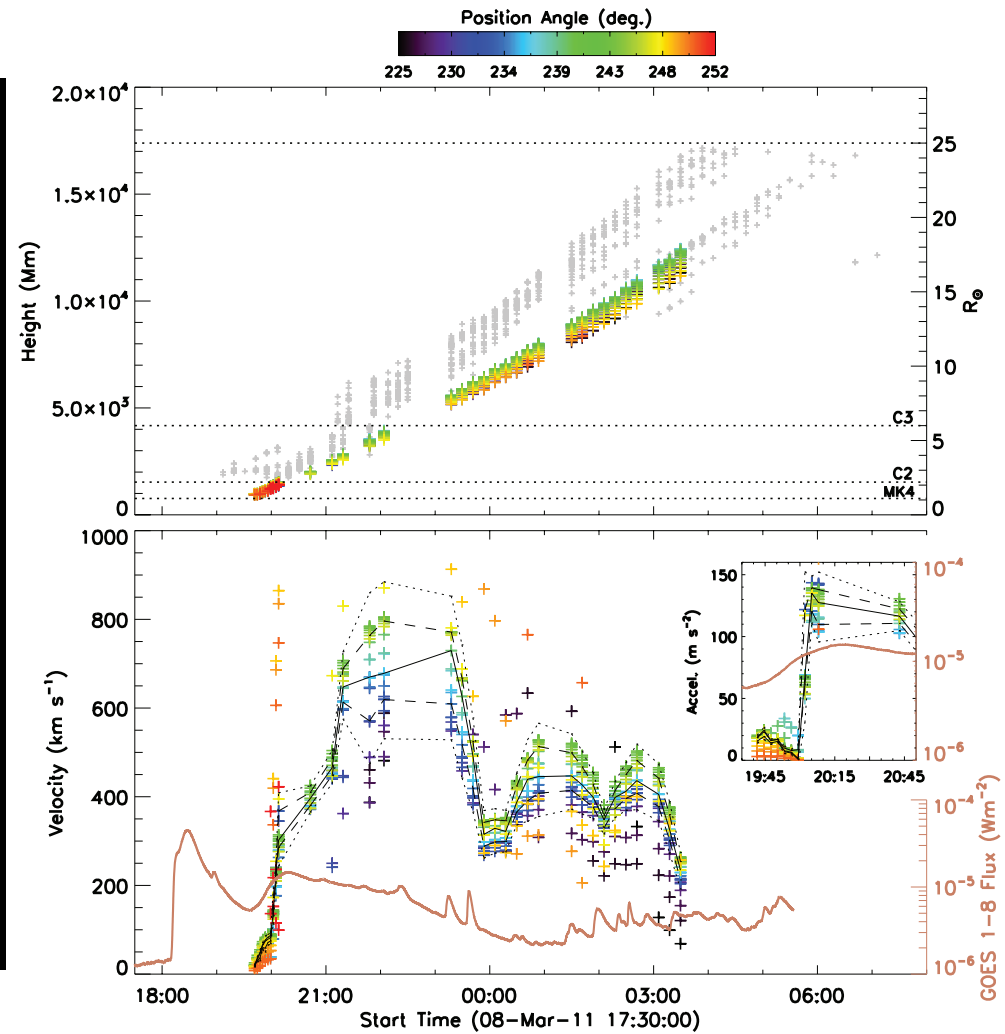 Position Angle (deg.)
225 230 234 239 243 248 252
2.0×10⁴
1.5×10⁴
1.0×10⁴
5.0×10³
0
Height (Mm)
25
20
15
10
5
0
R⊙
C3
C2
MK4
1000
800
600
400
200
0
Velocity (km s⁻¹)
150
100
50
0
Accel. (m s⁻²)
19:45 20:15 20:45
10⁻⁴
10⁻⁵
10⁻⁶
10⁻⁴
10⁻⁵
10⁻⁶
GOES 1-8 Flux (Wm⁻²)
18:00 21:00 00:00 03:00 06:00
Start Time (08-Mar-11 17:30:00)